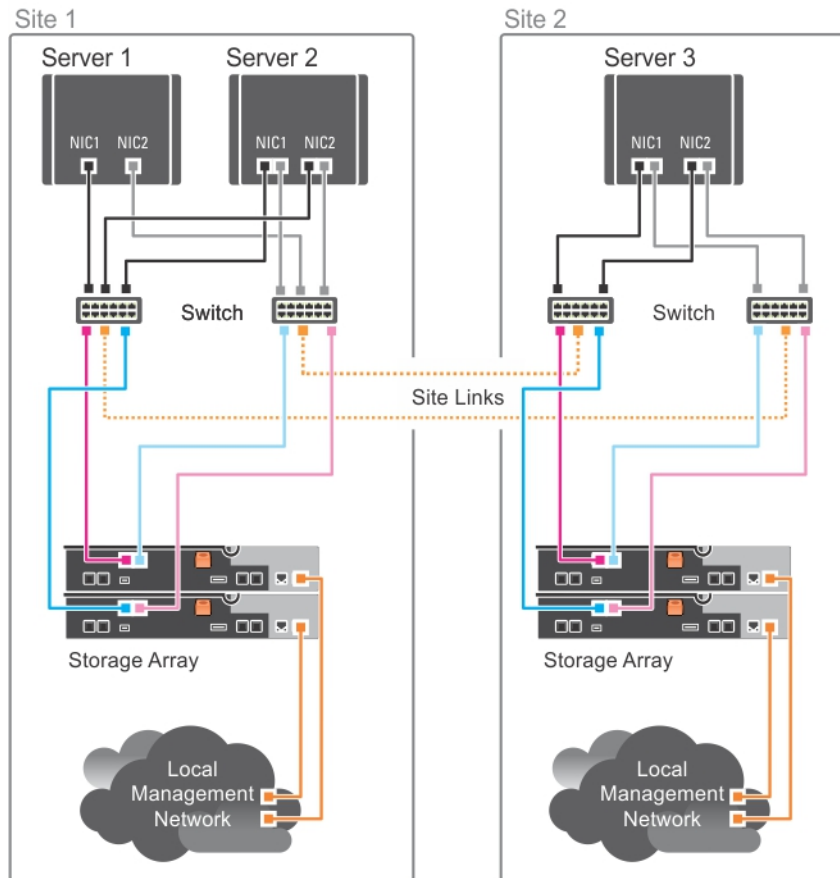 Site 1
Site 2
Server 1
Server 2
Server 3
NIC1
NIC2
NIC1
NIC2
NIC1
NIC2
Switch
Switch
Site Links
Storage Array
Storage Array
Local
Management
Network
Local
Management
Network